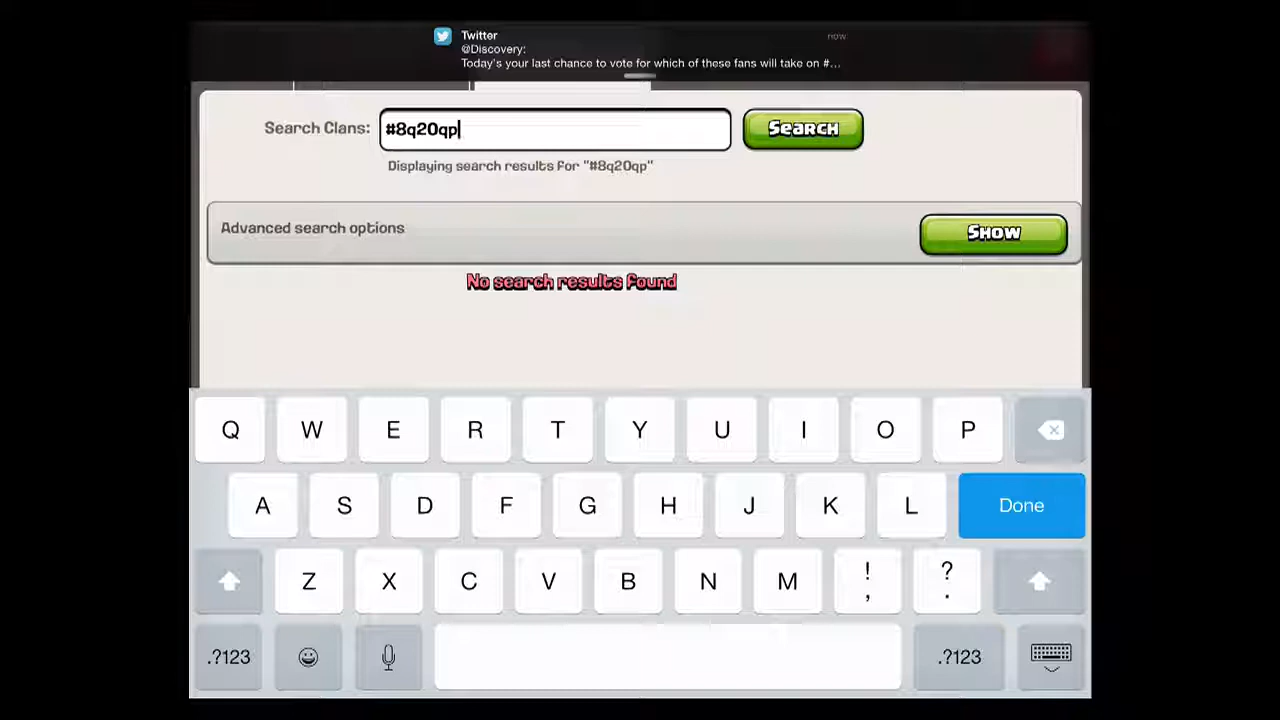 Twitter
now
@Discovery:
Today's your last chance to vote for which of these fans will take on #...
Search Clans:
#8q20qp
Search
Displaying search results for "#8q20qp"
Advanced search options
Show
No search results found
Q W E R T Y U I O P
A S D F G H J K L Done
Z X C V B N M ! , ? .
.?123 .?123